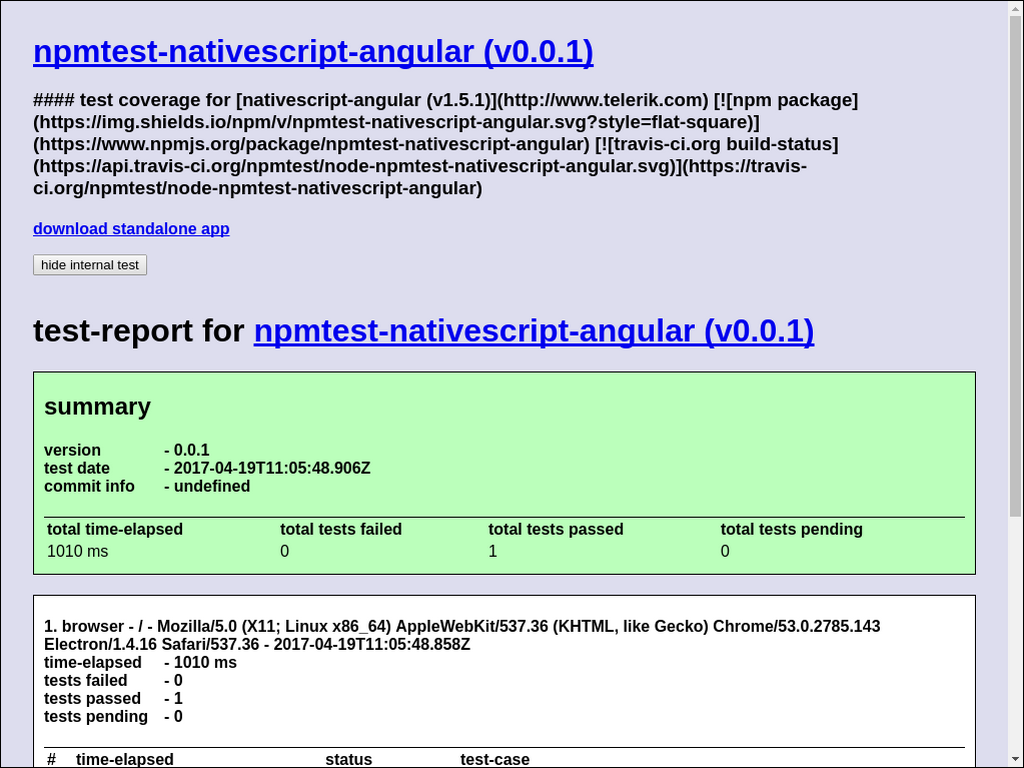 npmtest-nativescript-angular (v0.0.1)
#### test coverage for [nativescript-angular (v1.5.1)](http://www.telerik.com) [![npm package]
(https://img.shields.io/npm/v/npmtest-nativescript-angular.svg?style=flat-square)]
(https://www.npmjs.org/package/npmtest-nativescript-angular) [![travis-ci.org build-status]
(https://api.travis-ci.org/npmtest/node-npmtest-nativescript-angular.svg)](https://travis-
ci.org/npmtest/node-npmtest-nativescript-angular)
download standalone app
hide internal test
test-report for npmtest-nativescript-angular (v0.0.1)
summary
version - 0.0.1
test date - 2017-04-19T11:05:48.906Z
commit info - undefined
total time-elapsed total tests failed total tests passed total tests pending
1010 ms 0 1 0
1. browser - / - Mozilla/5.0 (X11; Linux x86_64) AppleWebKit/537.36 (KHTML, like Gecko) Chrome/53.0.2785.143
Electron/1.4.16 Safari/537.36 - 2017-04-19T11:05:48.858Z
time-elapsed - 1010 ms
tests failed - 0
tests passed - 1
tests pending - 0
# time-elapsed status test-case